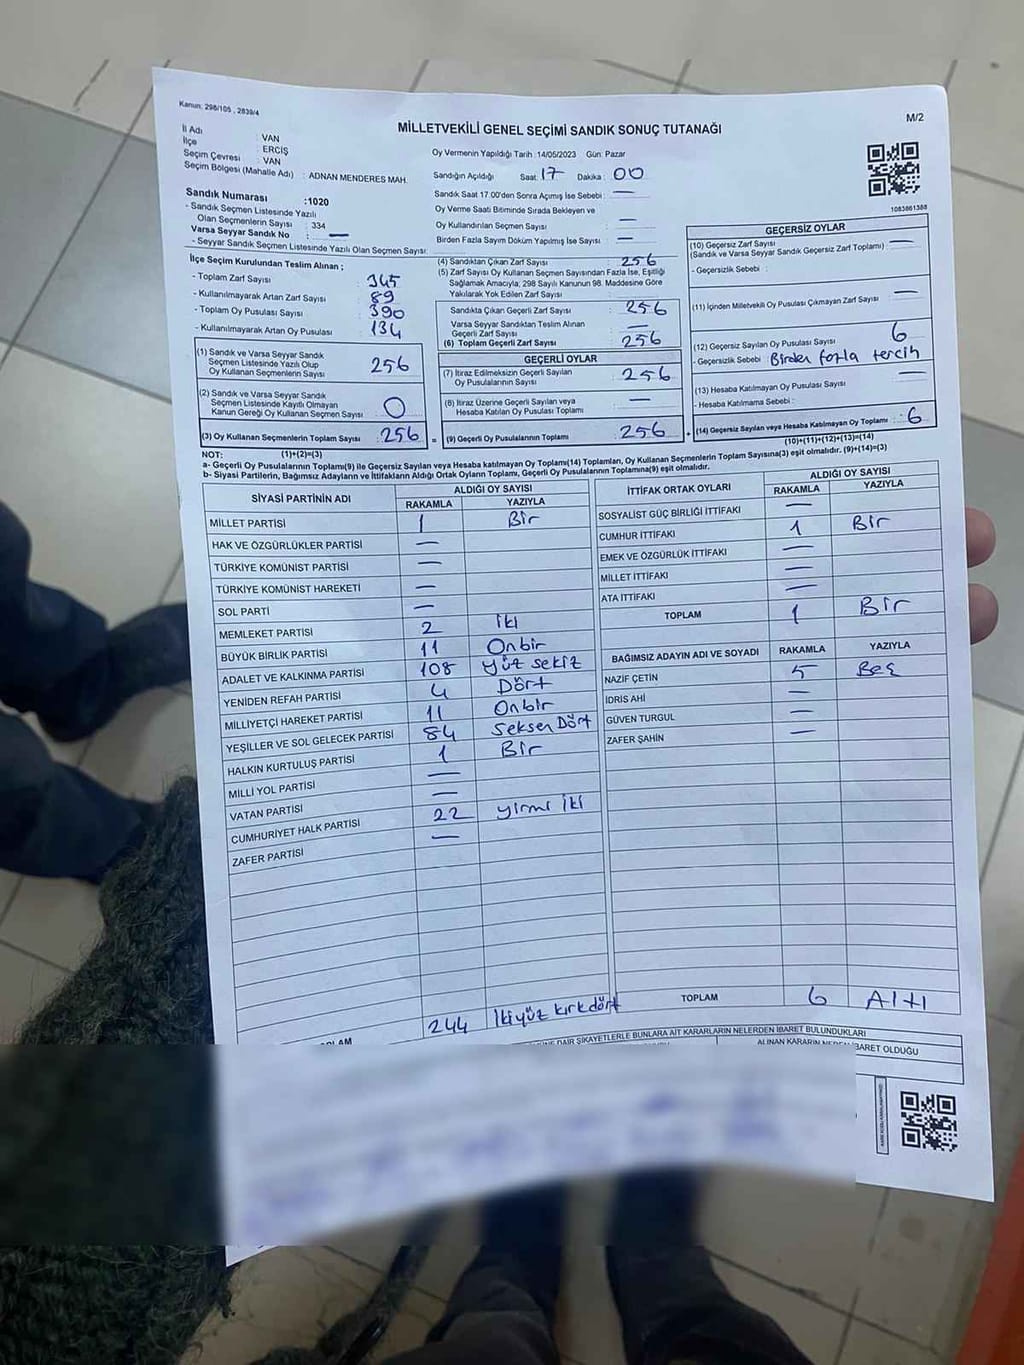 Kanun: 298/105 , 2839/4
M/2
MİLLETVEKİLİ GENEL SEÇİMİ SANDIK SONUÇ TUTANAĞI
İl Adı : VAN
İlçe : ERCİŞ
Seçim Çevresi : VAN
Seçim Bölgesi (Mahalle Adı) : ADNAN MENDERES MAH.
Oy Vermenin Yapıldığı Tarih :14/05/2023 Gün: Pazar
Sandığın Açıldığı Saat: 17 Dakika : 00
Sandık Saat 17.00'den Sonra Açımış İse Sebebi : —
Oy Verme Saati Bitiminde Sırada Bekleyen ve
Oy Kullandırılan Seçmen Sayısı : —
Birden Fazla Sayım Döküm Yapılmış İse Sayısı : —
1083861388
Sandık Numarası :1020
- Sandık Seçmen Listesinde Yazılı
Olan Seçmenlerin Sayısı : 334
Varsa Seyyar Sandık No : —
- Seyyar Sandık Seçmen Listesinde Yazılı Olan Seçmen Sayısı:
İlçe Seçim Kurulundan Teslim Alınan ;
- Toplam Zarf Sayısı : 345
- Kullanılmayarak Artan Zarf Sayısı : 89
- Toplam Oy Pusulası Sayısı : 390
- Kullanılmayarak Artan Oy Pusulası : 134
(1) Sandık ve Varsa Seyyar Sandık
Seçmen Listesinde Yazılı Olup
Oy Kullanan Seçmenlerin Sayısı : 256
(2) Sandık ve Varsa Seyyar Sandık
Seçmen Listesinde Kayıtlı Olmayan
Kanun Gereği Oy Kullanan Seçmen Sayısı : 0
(3) Oy Kullanan Seçmenlerin Toplam Sayısı : 256
(1)+(2)=(3)
(4) Sandıktan Çıkan Zarf Sayısı : 256
(5) Zarf Sayısı Oy Kullanan Seçmen Sayısından Fazla İse, Eşitliği
Sağlamak Amacıyla, 298 Sayılı Kanunun 98. Maddesine Göre
Yakılarak Yok Edilen Zarf Sayısı :
Sandıkta Çıkan Geçerli Zarf Sayısı : 256
Varsa Seyyar Sandıktan Teslim Alınan
Geçerli Zarf Sayısı : —
(6) Toplam Geçerli Zarf Sayısı : 256
GEÇERLİ OYLAR
(7) İtiraz Edilmeksizin Geçerli Sayılan
Oy Pusulalarının Sayısı : 256
(8) İtiraz Üzerine Geçerli Sayılan veya
Hesaba Katılan Oy Pusulası Toplamı : —
= (9) Geçerli Oy Pusulalarının Toplamı : 256
GEÇERSİZ OYLAR
(10) Geçersiz Zarf Sayısı
(Sandık ve Varsa Seyyar Sandık Geçersiz Zarf Toplamı) : —
- Geçersizlik Sebebi :
(11) İçinden Milletvekili Oy Pusulası Çıkmayan Zarf Sayısı : —
(12) Geçersiz Sayılan Oy Pusulası Sayısı : 6
- Geçersizlik Sebebi : Birden fazla tercih
(13) Hesaba Katılmayan Oy Pusulası Sayısı : —
- Hesaba Katılmama Sebebi :
+ (14) Geçersiz Sayılan veya Hesaba Katılmayan Oy Toplamı : 6
(10)+(11)+(12)+(13)=(14)
NOT:
a- Geçerli Oy Pusulalarının Toplamı(9) ile Geçersiz Sayılan veya Hesaba katılmayan Oy Toplamı(14) Toplamları, Oy Kullanan Seçmenlerin Toplam Sayısına(3) eşit olmalıdır. (9)+(14)=(3)
b- Siyasi Partilerin, Bağımsız Adayların ve İttifakların Aldığı Ortak Oyların Toplamı, Geçerli Oy Pusulalarının Toplamına(9) eşit olmalıdır.
SİYASİ PARTİNİN ADI ALDIĞI OY SAYISI
RAKAMLA YAZIYLA
MİLLET PARTİSİ 1 Bir
HAK VE ÖZGÜRLÜKLER PARTİSİ —
TÜRKİYE KOMÜNİST PARTİSİ —
TÜRKİYE KOMÜNİST HAREKETİ —
SOL PARTİ —
MEMLEKET PARTİSİ 2 iki
BÜYÜK BİRLİK PARTİSİ 11 Onbir
ADALET VE KALKINMA PARTİSİ 108 yüz sekiz
YENİDEN REFAH PARTİSİ 4 Dört
MİLLİYETÇİ HAREKET PARTİSİ 11 Onbir
YEŞİLLER VE SOL GELECEK PARTİSİ 84 Seksen Dört
HALKIN KURTULUŞ PARTİSİ 1 Bir
MİLLİ YOL PARTİSİ —
VATAN PARTİSİ —
CUMHURİYET HALK PARTİSİ 22 yirmi iki
ZAFER PARTİSİ —
244 İkiyüz kırkdört
İTTİFAK ORTAK OYLARI ALDIĞI OY SAYISI
RAKAMLA YAZIYLA
SOSYALİST GÜÇ BİRLİĞİ İTTİFAKI —
CUMHUR İTTİFAKI 1 Bir
EMEK VE ÖZGÜRLÜK İTTİFAKI —
MİLLET İTTİFAKI —
ATA İTTİFAKI —
TOPLAM 1 Bir
BAĞIMSIZ ADAYIN ADI VE SOYADI RAKAMLA YAZIYLA
NAZİF ÇETİN 5 Beş
İDRİS AHİ —
GÜVEN TURGUL —
ZAFER ŞAHİN —
TOPLAM 6 Altı
DAİR ŞİKAYETLERLE BUNLARA AİT KARARLARIN NELERDEN İBARET BULUNDUKLARI
ALINAN KARARIN NEDEN İBARET OLDUĞU